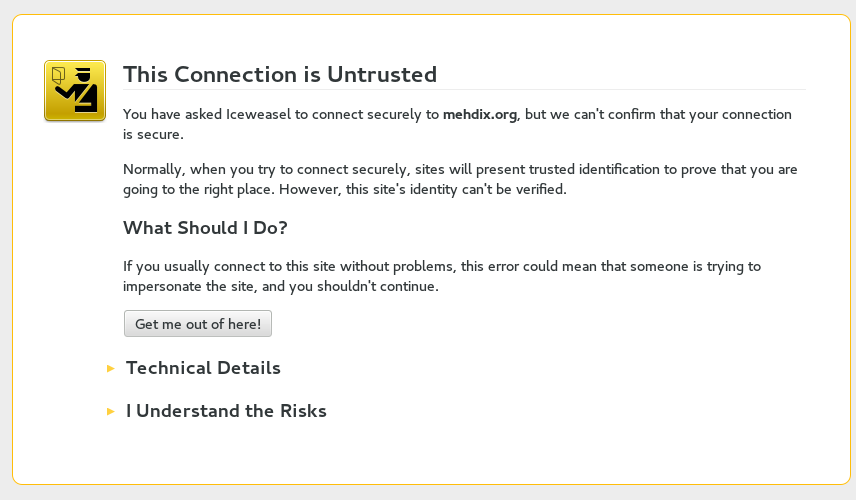 This Connection is Untrusted
You have asked Iceweasel to connect securely to mehdix.org, but we can't confirm that your connection
is secure.
Normally, when you try to connect securely, sites will present trusted identification to prove that you are
going to the right place. However, this site's identity can't be verified.
What Should I Do?
If you usually connect to this site without problems, this error could mean that someone is trying to
impersonate the site, and you shouldn't continue.
Get me out of here!
Technical Details
I Understand the Risks